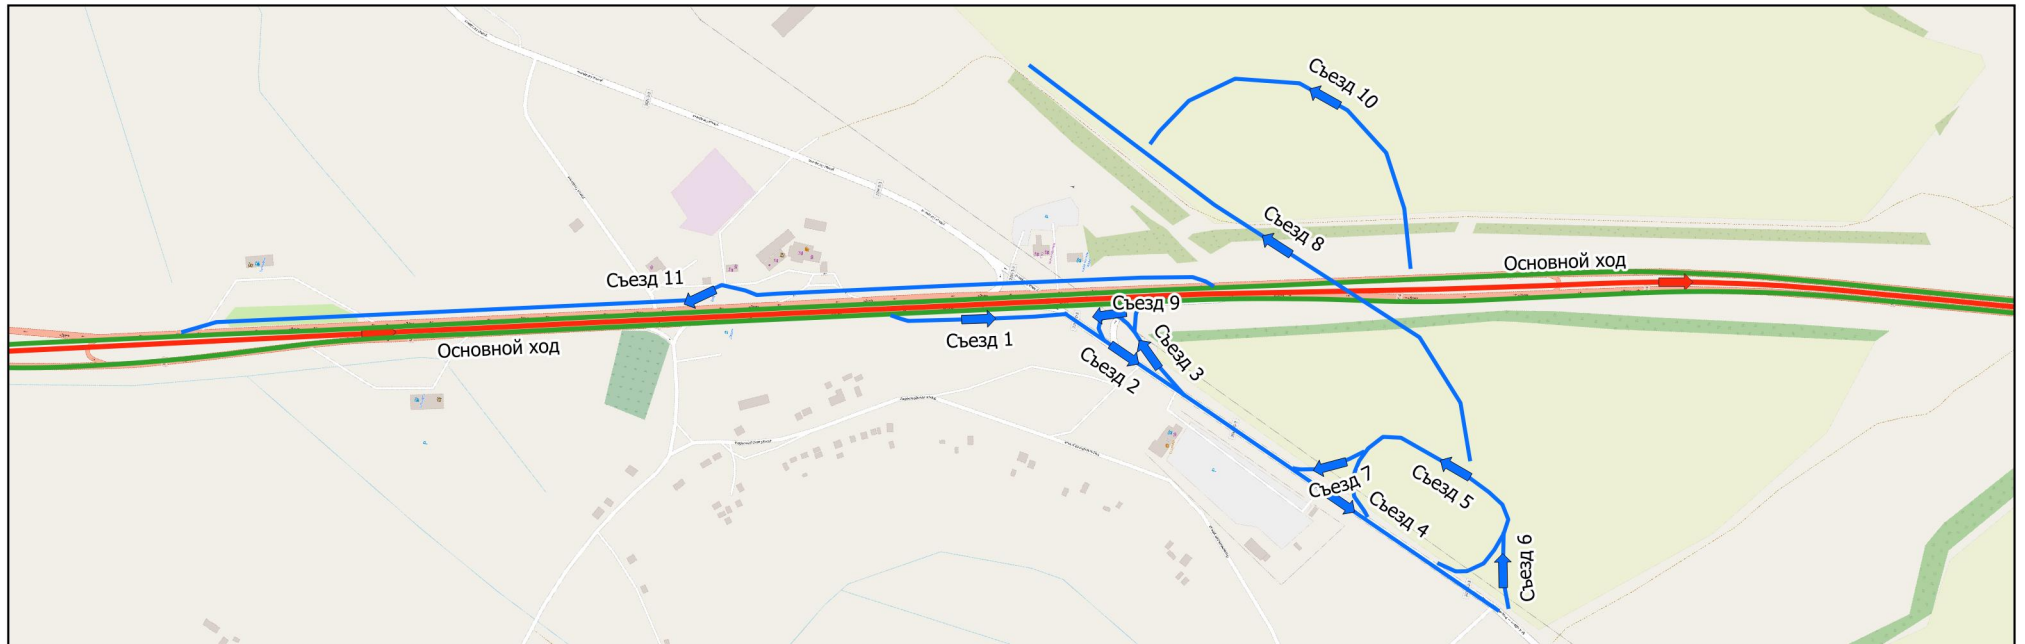 Съезд 10
Съезд 8
Основной ход
Съезд 11
Съезд 9
Основной ход
Съезд 1
Съезд 3
Съезд 2
Съезд 7
Съезд 5
Съезд 4
Съезд 6